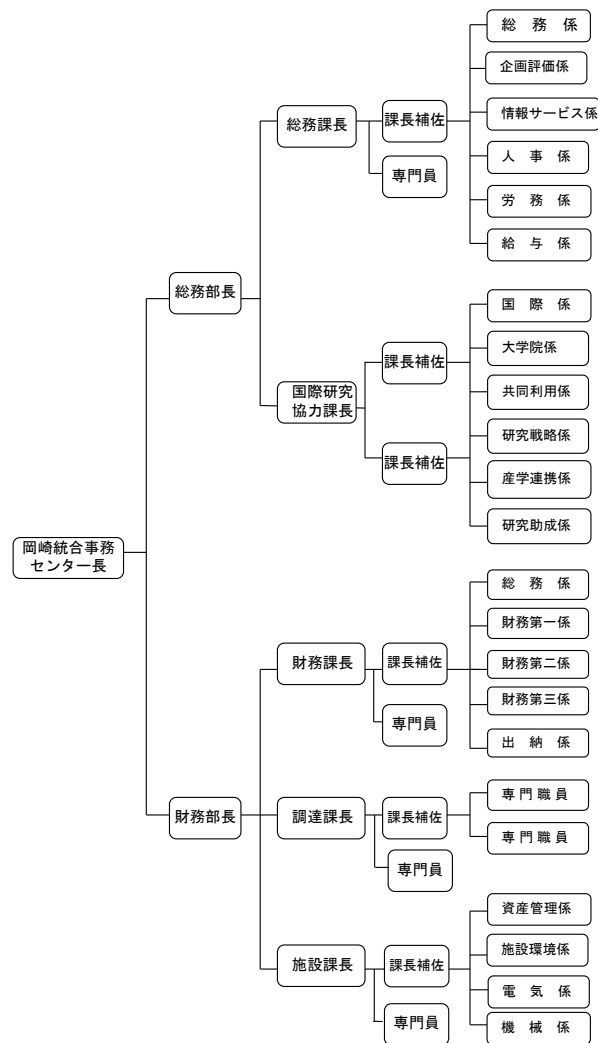 岡崎統合事務
センター長
総務部長
総務課長
課長補佐
専門員
総　務　係
企画評価係
情報サービス係
人　事　係
労　務　係
給　与　係
国際研究
協力課長
課長補佐
課長補佐
国　際　係
大学院係
共同利用係
研究戦略係
産学連携係
研究助成係
財務部長
財務課長
課長補佐
専門員
総　務　係
財務第一係
財務第二係
財務第三係
出　納　係
調達課長
課長補佐
専門員
専 門 職 員
専 門 職 員
施設課長
課長補佐
専門員
資産管理係
施設環境係
電　気　係
機　械　係